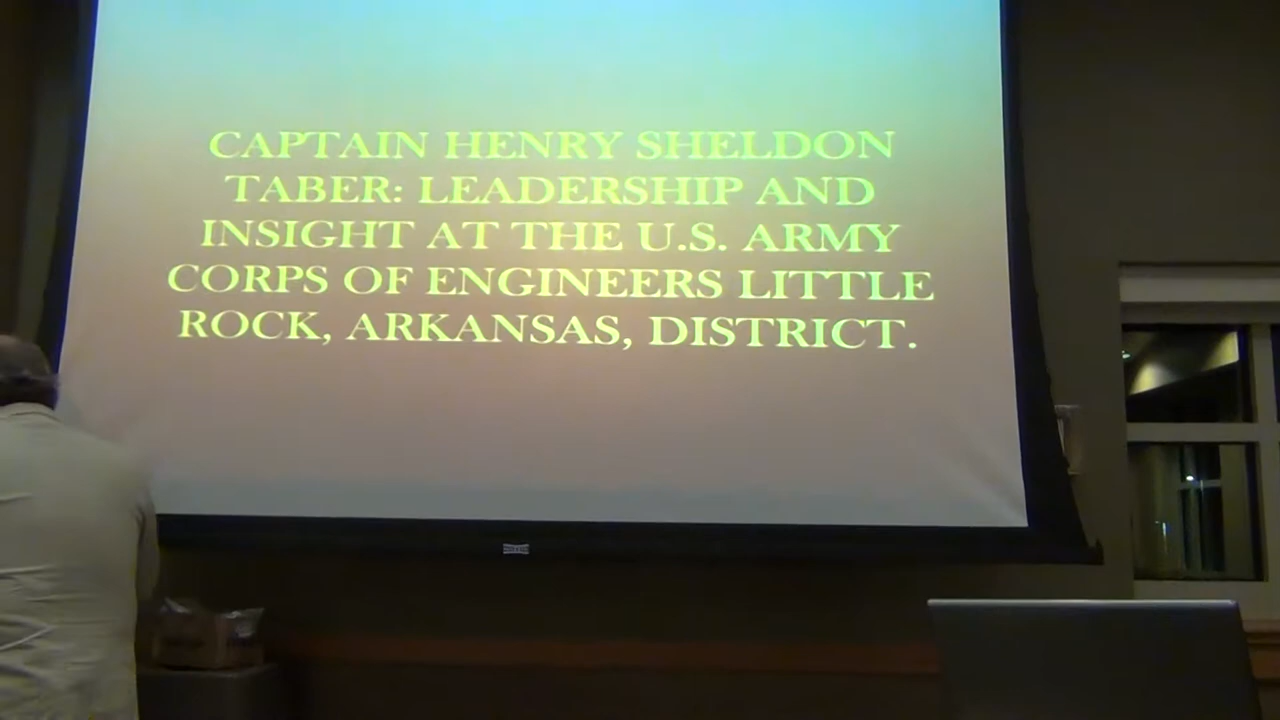 CAPTAIN HENRY SHELDON
TABER: LEADERSHIP AND
INSIGHT AT THE U.S. ARMY
CORPS OF ENGINEERS LITTLE
ROCK, ARKANSAS, DISTRICT.